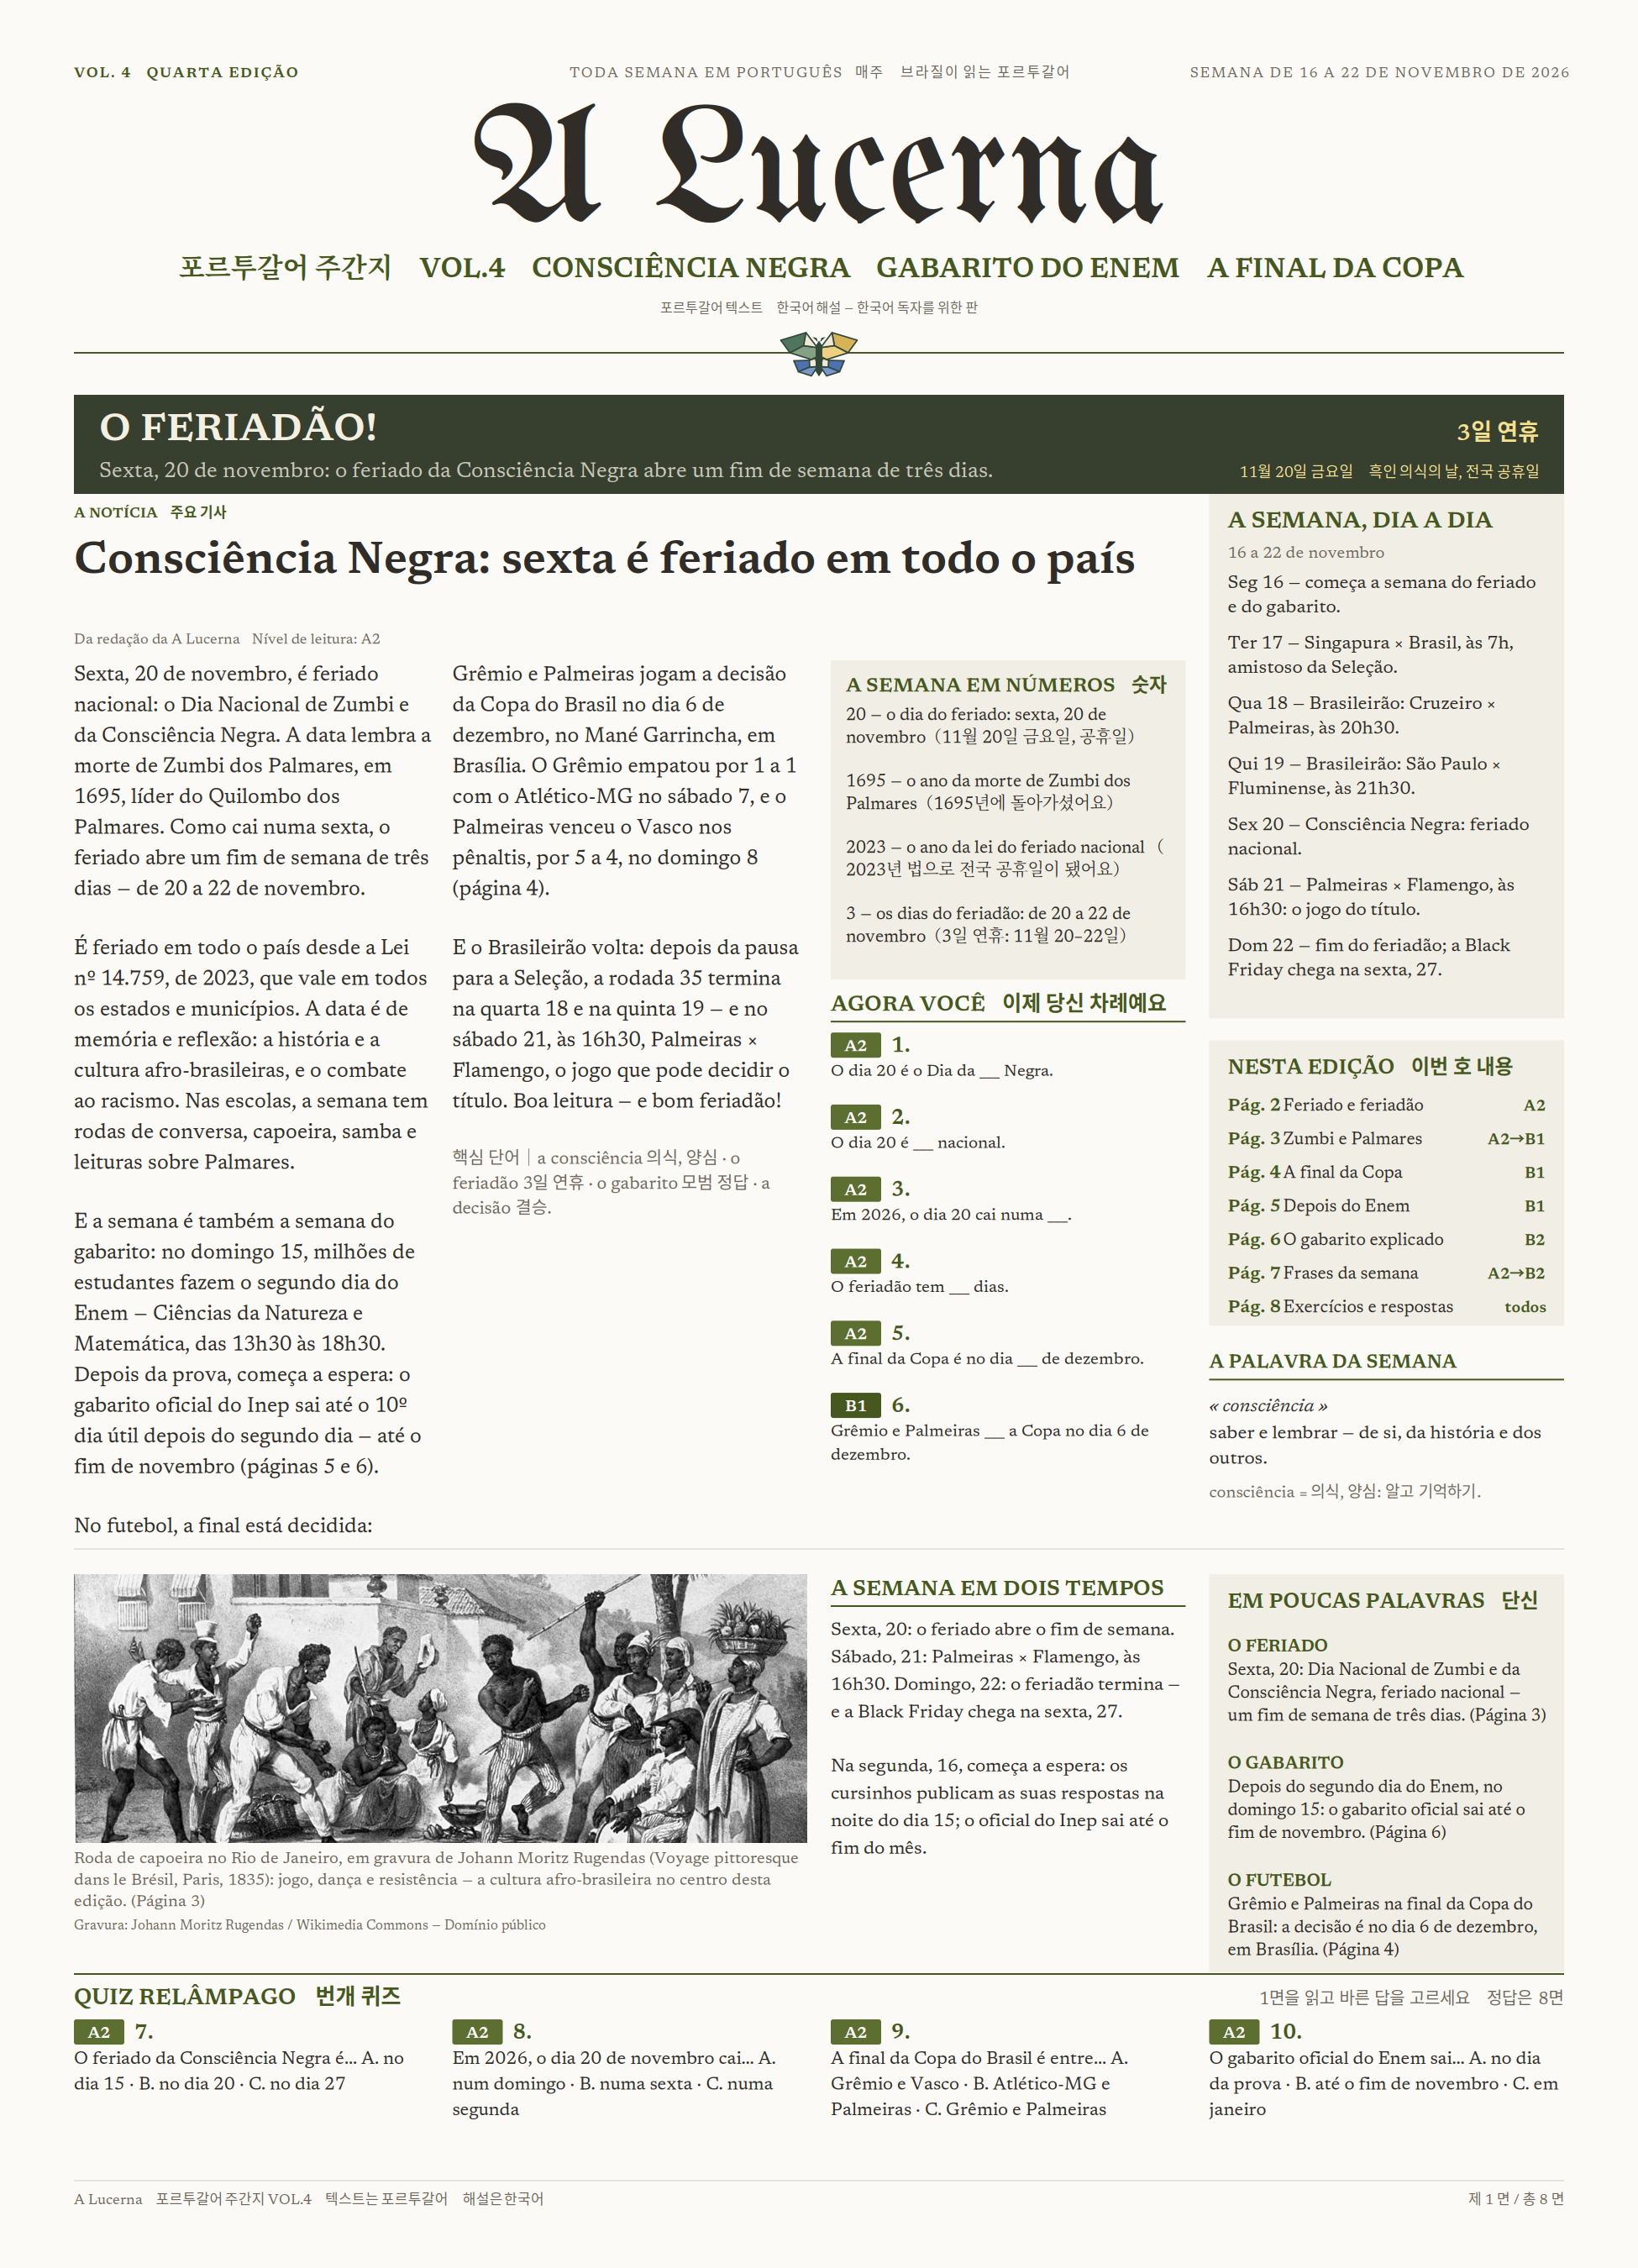 VOL. 4 QUARTA EDIÇÃO
TODA SEMANA EM PORTUGUÊS 매주 브라질이 읽는 포르투갈어
SEMANA DE 16 A 22 DE NOVEMBRO DE 2026
A Lucerna
포르투갈어 주간지 VOL.4 CONSCIÊNCIA NEGRA GABARITO DO ENEM A FINAL DA COPA
포르투갈어 텍스트 한국어 해설 — 한국어 독자를 위한 판
O FERIADÃO!
3일 연휴
Sexta, 20 de novembro: o feriado da Consciência Negra abre um fim de semana de três dias.
11월 20일 금요일 흑인 의식의 날, 전국 공휴일
A NOTÍCIA 주요 기사
Consciência Negra: sexta é feriado em todo o país
Da redação da A Lucerna Nível de leitura: A2
Sexta, 20 de novembro, é feriado
nacional: o Dia Nacional de Zumbi e
da Consciência Negra. A data lembra a
morte de Zumbi dos Palmares, em
1695, líder do Quilombo dos
Palmares. Como cai numa sexta, o
feriado abre um fim de semana de três
dias — de 20 a 22 de novembro.
É feriado em todo o país desde a Lei
nº 14.759, de 2023, que vale em todos
os estados e municípios. A data é de
memória e reflexão: a história e a
cultura afro-brasileiras, e o combate
ao racismo. Nas escolas, a semana tem
rodas de conversa, capoeira, samba e
leituras sobre Palmares.
E a semana é também a semana do
gabarito: no domingo 15, milhões de
estudantes fazem o segundo dia do
Enem — Ciências da Natureza e
Matemática, das 13h30 às 18h30.
Depois da prova, começa a espera: o
gabarito oficial do Inep sai até o 10º
dia útil depois do segundo dia — até o
fim de novembro (páginas 5 e 6).
No futebol, a final está decidida:
Grêmio e Palmeiras jogam a decisão
da Copa do Brasil no dia 6 de
dezembro, no Mané Garrincha, em
Brasília. O Grêmio empatou por 1 a 1
com o Atlético-MG no sábado 7, e o
Palmeiras venceu o Vasco nos
pênaltis, por 5 a 4, no domingo 8
(página 4).
E o Brasileirão volta: depois da pausa
para a Seleção, a rodada 35 termina
na quarta 18 e na quinta 19 — e no
sábado 21, às 16h30, Palmeiras ×
Flamengo, o jogo que pode decidir o
título. Boa leitura — e bom feriadão!
핵심 단어｜a consciência 의식, 양심 · o
feriadão 3일 연휴 · o gabarito 모범 정답 · a
decisão 결승.
A SEMANA EM NÚMEROS 숫자
20 — o dia do feriado: sexta, 20 de
novembro（11월 20일 금요일, 공휴일）
1695 — o ano da morte de Zumbi dos
Palmares（1695년에 돌아가셨어요）
2023 — o ano da lei do feriado nacional（
2023년 법으로 전국 공휴일이 됐어요）
3 — os dias do feriadão: de 20 a 22 de
novembro（3일 연휴: 11월 20–22일）
AGORA VOCÊ 이제 당신 차례예요
A2 1.
O dia 20 é o Dia da ___ Negra.
A2 2.
O dia 20 é ___ nacional.
A2 3.
Em 2026, o dia 20 cai numa ___.
A2 4.
O feriadão tem ___ dias.
A2 5.
A final da Copa é no dia ___ de dezembro.
B1 6.
Grêmio e Palmeiras ___ a Copa no dia 6 de
dezembro.
A SEMANA, DIA A DIA
16 a 22 de novembro
Seg 16 — começa a semana do feriado
e do gabarito.
Ter 17 — Singapura × Brasil, às 7h,
amistoso da Seleção.
Qua 18 — Brasileirão: Cruzeiro ×
Palmeiras, às 20h30.
Qui 19 — Brasileirão: São Paulo ×
Fluminense, às 21h30.
Sex 20 — Consciência Negra: feriado
nacional.
Sáb 21 — Palmeiras × Flamengo, às
16h30: o jogo do título.
Dom 22 — fim do feriadão; a Black
Friday chega na sexta, 27.
NESTA EDIÇÃO 이번 호 내용
Pág. 2 Feriado e feriadão A2
Pág. 3 Zumbi e Palmares A2→B1
Pág. 4 A final da Copa B1
Pág. 5 Depois do Enem B1
Pág. 6 O gabarito explicado B2
Pág. 7 Frases da semana A2→B2
Pág. 8 Exercícios e respostas todos
A PALAVRA DA SEMANA
« consciência »
saber e lembrar — de si, da história e dos
outros.
consciência = 의식, 양심: 알고 기억하기.
Roda de capoeira no Rio de Janeiro, em gravura de Johann Moritz Rugendas (Voyage pittoresque
dans le Brésil, Paris, 1835): jogo, dança e resistência — a cultura afro-brasileira no centro desta
edição. (Página 3)
Gravura: Johann Moritz Rugendas / Wikimedia Commons — Domínio público
A SEMANA EM DOIS TEMPOS
Sexta, 20: o feriado abre o fim de semana.
Sábado, 21: Palmeiras × Flamengo, às
16h30. Domingo, 22: o feriadão termina —
e a Black Friday chega na sexta, 27.
Na segunda, 16, começa a espera: os
cursinhos publicam as suas respostas na
noite do dia 15; o oficial do Inep sai até o
fim do mês.
EM POUCAS PALAVRAS 단신
O FERIADO
Sexta, 20: Dia Nacional de Zumbi e da
Consciência Negra, feriado nacional —
um fim de semana de três dias. (Página 3)
O GABARITO
Depois do segundo dia do Enem, no
domingo 15: o gabarito oficial sai até o
fim de novembro. (Página 6)
O FUTEBOL
Grêmio e Palmeiras na final da Copa do
Brasil: a decisão é no dia 6 de dezembro,
em Brasília. (Página 4)
QUIZ RELÂMPAGO 번개 퀴즈
1면을 읽고 바른 답을 고르세요 정답은 8면
A2 7.
O feriado da Consciência Negra é... A. no
dia 15 · B. no dia 20 · C. no dia 27
A2 8.
Em 2026, o dia 20 de novembro cai... A.
num domingo · B. numa sexta · C. numa
segunda
A2 9.
A final da Copa do Brasil é entre... A.
Grêmio e Vasco · B. Atlético-MG e
Palmeiras · C. Grêmio e Palmeiras
A2 10.
O gabarito oficial do Enem sai... A. no dia
da prova · B. até o fim de novembro · C. em
janeiro
A Lucerna 포르투갈어 주간지 VOL.4 텍스트는 포르투갈어 해설은 한국어
제 1 면 / 총 8 면